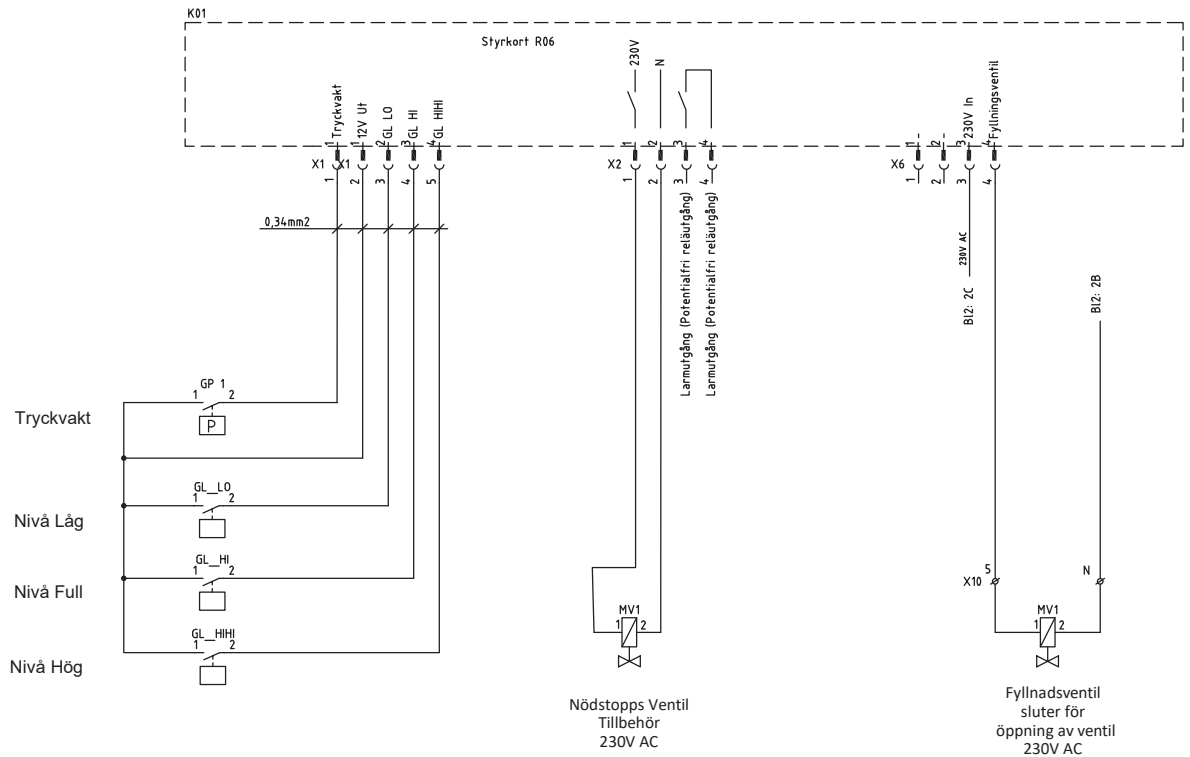 K01
Styrkort R06
230V
N
1 Tryckvakt
1 12V Ut
2 GL LO
3 GL HI
4 GL HIHI
1
2
3
4
1
2
3 230V In
4 Fyllningsventil
X1
X1
X2
X6
1
2
3
4
5
1
2
3
4
1
2
3
4
0,34mm2
Larmutgång (Potentialfri reläutgång)
Larmutgång (Potentialfri reläutgång)
230V AC
Bl2: 2C
Bl2: 2B
Tryckvakt
GP 1
1 2
P
Nivå Låg
GL_LO
1 2
Nivå Full
GL_HI
1 2
Nivå Hög
GL_HIHI
1 2
MV1
1 2
Nödstopps Ventil
Tillbehör
230V AC
X10
5
N
MV1
1 2
Fyllnadsventil
sluter för
öppning av ventil
230V AC